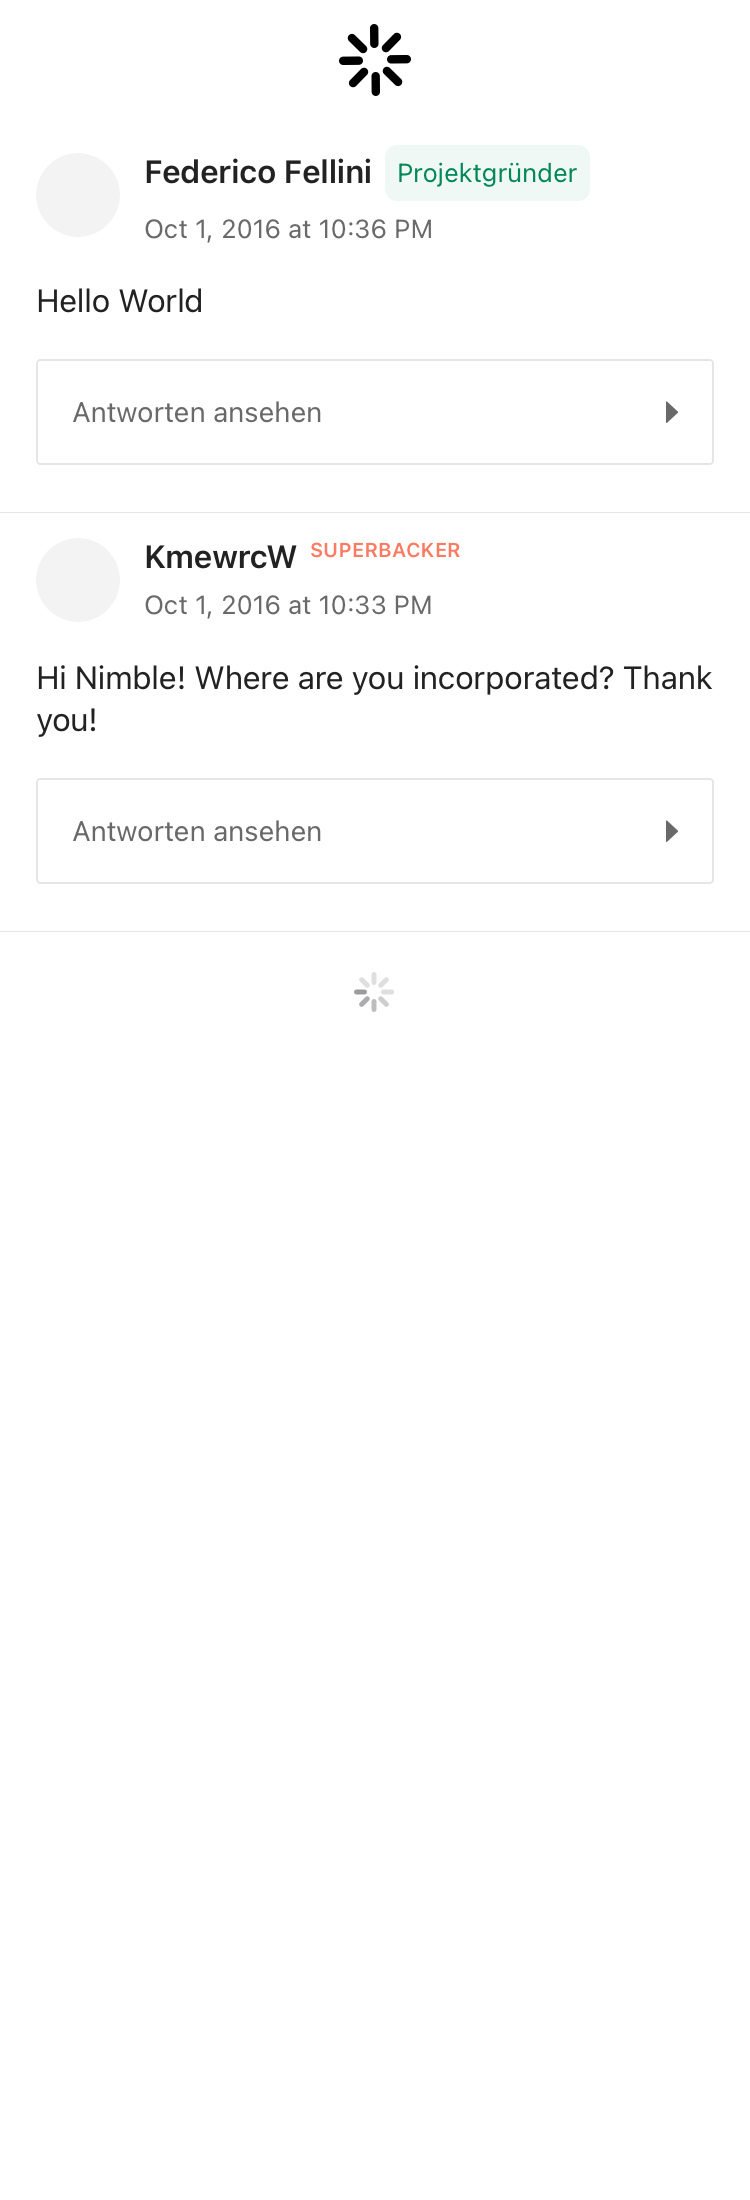 Federico Fellini Projektgründer
Oct 1, 2016 at 10:36 PM
Hello World
Antworten ansehen
KmewrcW SUPERBACKER
Oct 1, 2016 at 10:33 PM
Hi Nimble! Where are you incorporated? Thank
you!
Antworten ansehen